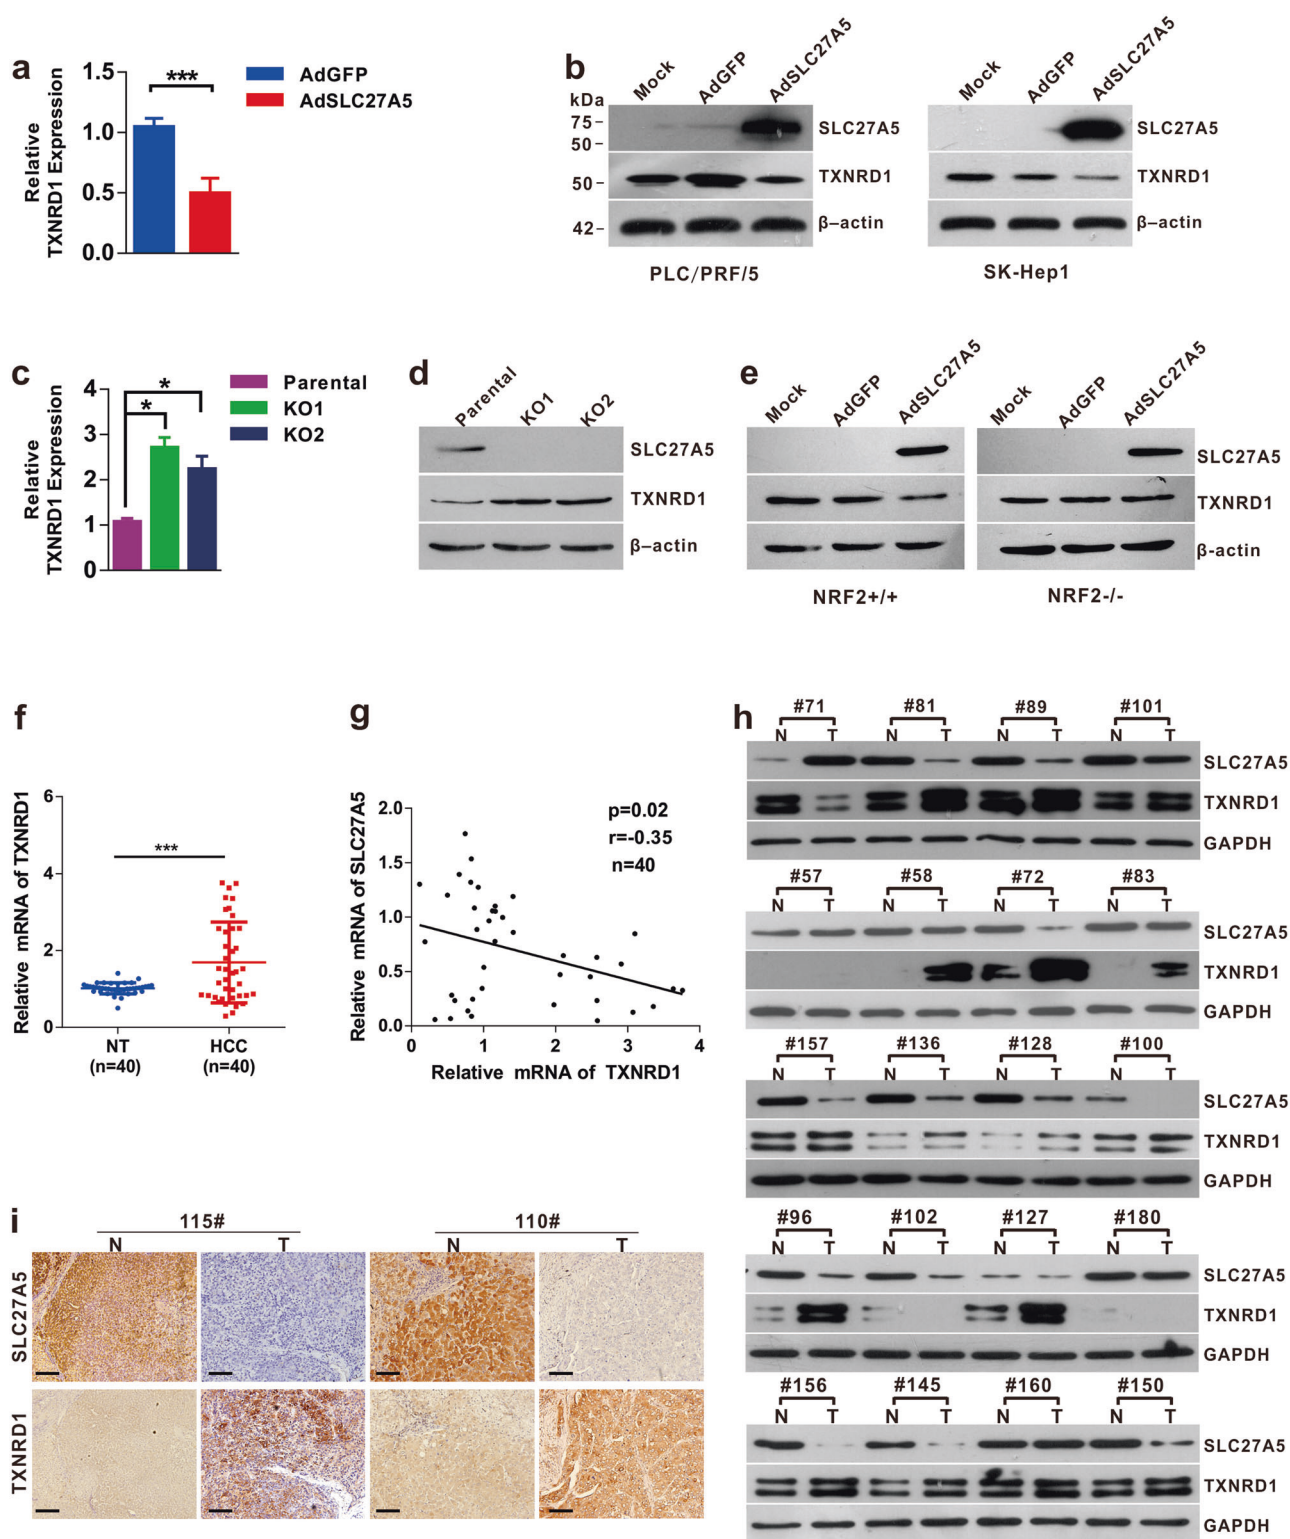 a
1.5
1.0
0.5
0.0
Relative
TXNRD1 Expression
***
AdGFP
AdSLC27A5
b
kDa
75
50
50
42
Mock
AdGFP
AdSLC27A5
SLC27A5
TXNRD1
β–actin
PLC/PRF/5
Mock
AdGFP
AdSLC27A5
SLC27A5
TXNRD1
β–actin
SK-Hep1
c
4
3
2
1
0
Relative
TXNRD1 Expression
*
*
Parental
KO1
KO2
d
Parental
KO1
KO2
SLC27A5
TXNRD1
β–actin
e
Mock
AdGFP
AdSLC27A5
NRF2+/+
Mock
AdGFP
AdSLC27A5
SLC27A5
TXNRD1
β-actin
NRF2-/-
f
Relative mRNA of TXNRD1
6
4
2
0
***
NT
(n=40)
HCC
(n=40)
g
Relative mRNA of SLC27A5
2.0
1.5
1.0
0.5
0.0
p=0.02
r=-0.35
n=40
0 1 2 3 4
Relative mRNA of TXNRD1
h
#71 #81 #89 #101
N T N T N T N T
SLC27A5
TXNRD1
GAPDH
#57 #58 #72 #83
N T N T N T N T
SLC27A5
TXNRD1
GAPDH
#157 #136 #128 #100
N T N T N T N T
SLC27A5
TXNRD1
GAPDH
#96 #102 #127 #180
N T N T N T N T
SLC27A5
TXNRD1
GAPDH
#156 #145 #160 #150
N T N T N T N T
SLC27A5
TXNRD1
GAPDH
i
115# 110#
N T N T
SLC27A5
TXNRD1